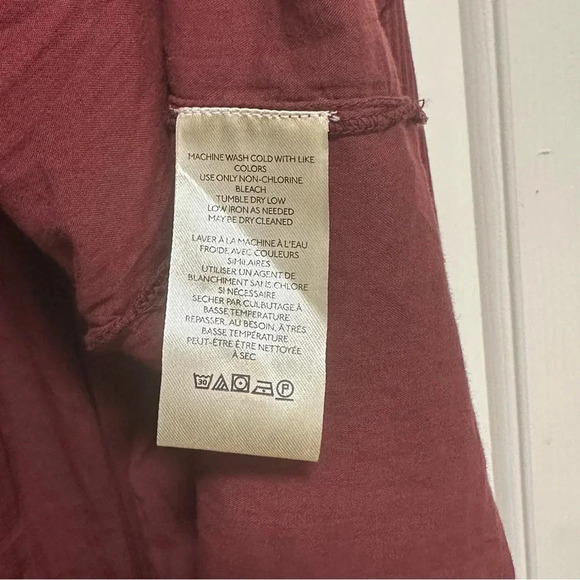 MACHINE WASH COLD WITH LIKE
COLORS
USE ONLY NON-CHLORINE
BLEACH
TUMBLE DRY LOW
LOW IRON AS NEEDED
MAY BE DRY CLEANED
LAVER À LA MACHINE À L'EAU
FROIDE AVEC COULEURS
SIMILAIRES
UTILISER UN AGENT DE
BLANCHIMENT SANS CHLORE
SI NÉCESSAIRE
SECHER PAR CULBUTAGE À
BASSE TEMPÉRATURE
REPASSER, AU BESOIN, À TRÈS
BASSE TEMPÉRATURE
PEUT-ÊTRE ÊTRE NETTOYÉE
À SEC
30 P